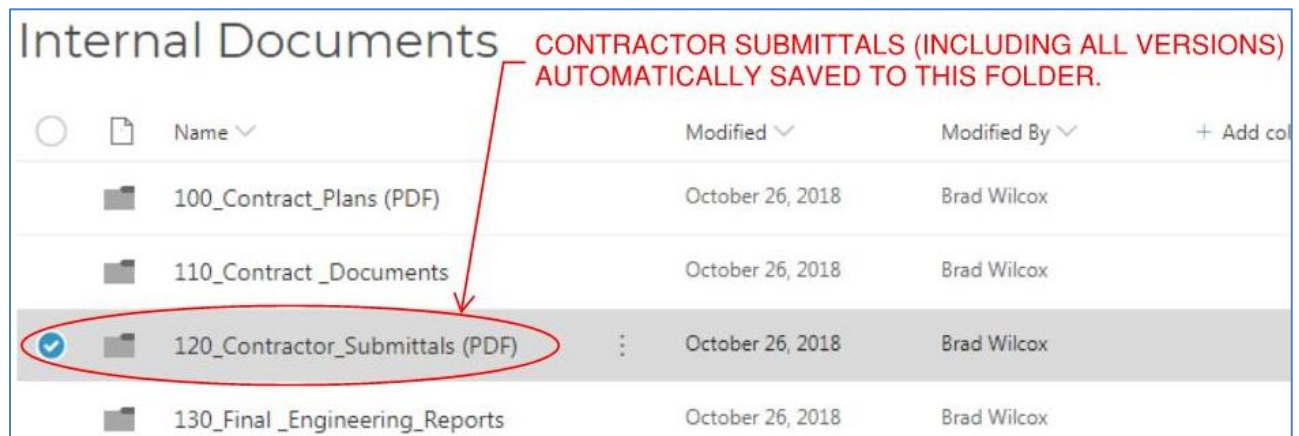 Internal Documents
CONTRACTOR SUBMITTALS (INCLUDING ALL VERSIONS)
AUTOMATICALLY SAVED TO THIS FOLDER.
Name Modified Modified By + Add col
100_Contract_Plans (PDF) October 26, 2018 Brad Wilcox
110_Contract _Documents October 26, 2018 Brad Wilcox
120_Contractor_Submittals (PDF) October 26, 2018 Brad Wilcox
130_Final _Engineering_Reports October 26, 2018 Brad Wilcox